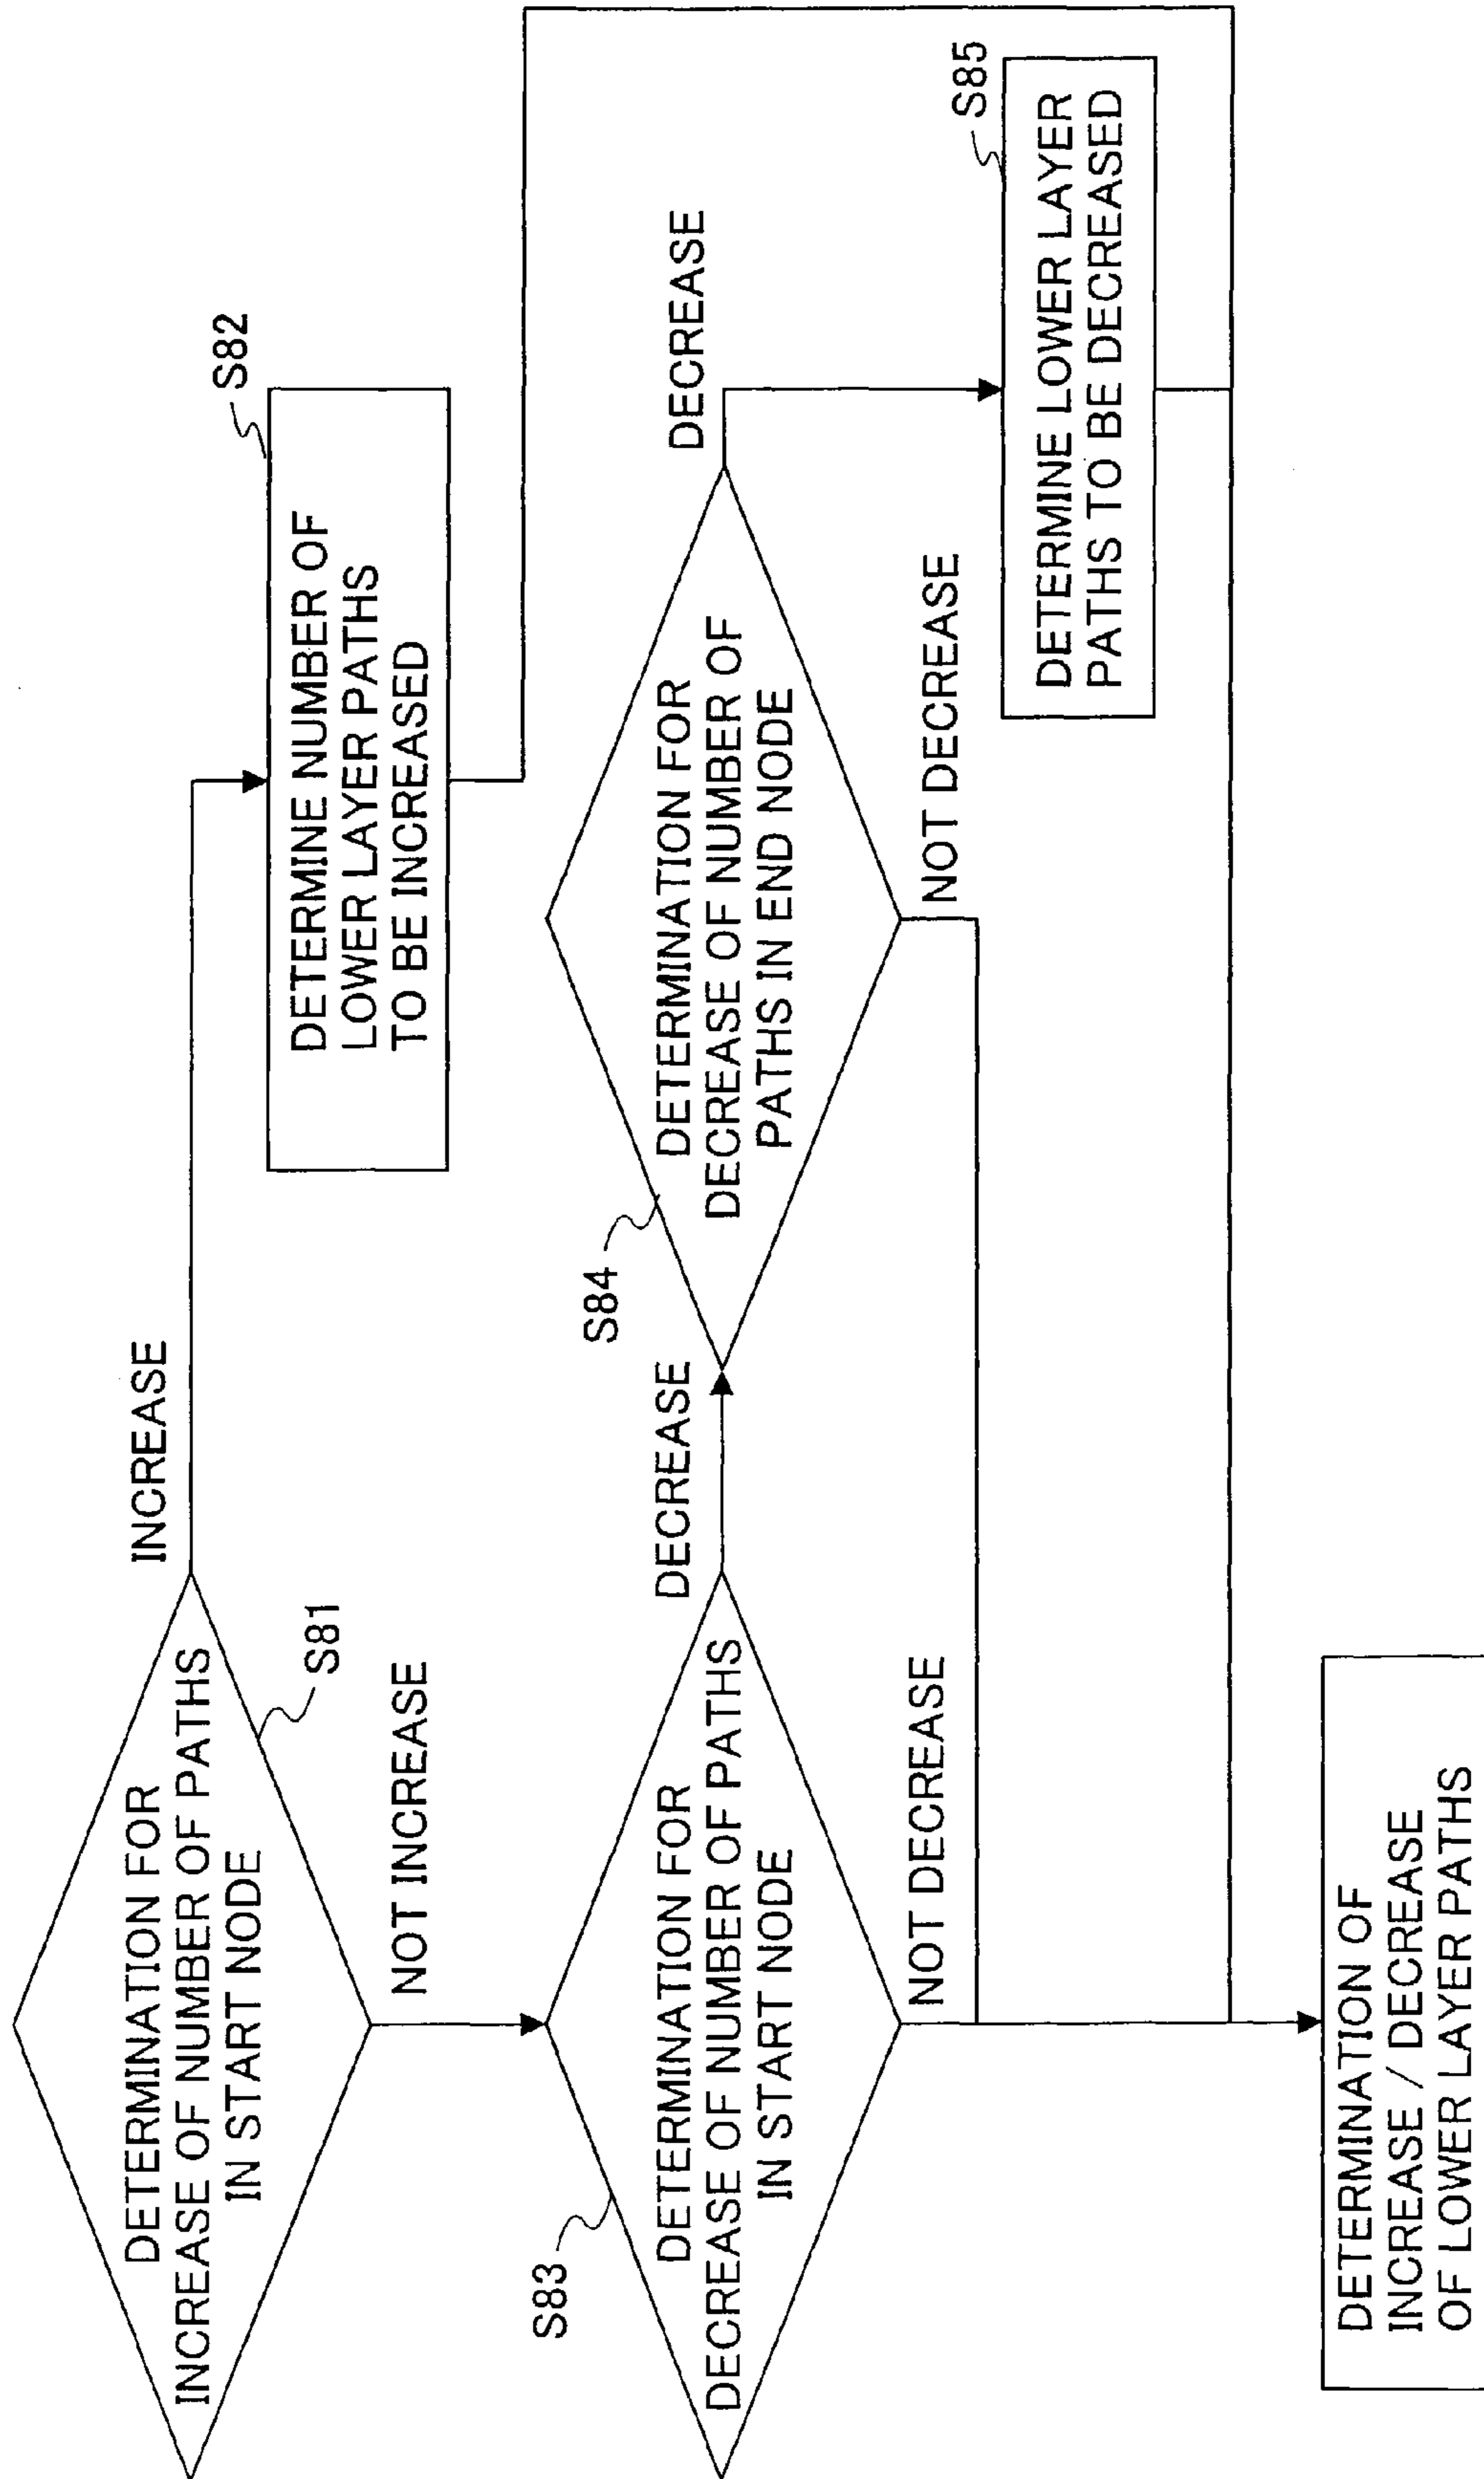 DETERMINATION FOR
INCREASE OF NUMBER OF PATHS
IN START NODE
S81
INCREASE
NOT INCREASE
S82
DETERMINE NUMBER OF
LOWER LAYER PATHS
TO BE INCREASED
S83
DETERMINATION FOR
DECREASE OF NUMBER OF PATHS
IN START NODE
DECREASE
NOT DECREASE
S84
DETERMINATION FOR
DECREASE OF NUMBER OF
PATHS IN END NODE
DECREASE
NOT DECREASE
S85
DETERMINE LOWER LAYER
PATHS TO BE DECREASED
DETERMINATION OF
INCREASE / DECREASE
OF LOWER LAYER PATHS